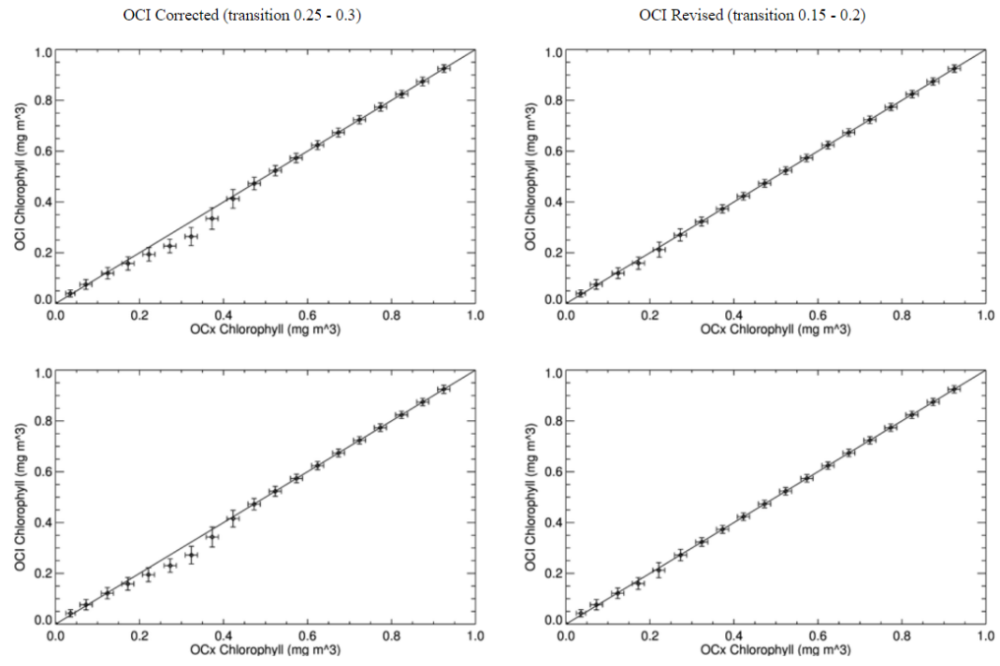 OCI Corrected (transition 0.25 - 0.3)
OCI Revised (transition 0.15 - 0.2)
OCI Chlorophyll (mg m^3)
1.0
0.8
0.6
0.4
0.2
0.0
0.0 0.2 0.4 0.6 0.8 1.0
OCx Chlorophyll (mg m^3)
OCI Chlorophyll (mg m^3)
1.0
0.8
0.6
0.4
0.2
0.0
0.0 0.2 0.4 0.6 0.8 1.0
OCx Chlorophyll (mg m^3)
OCI Chlorophyll (mg m^3)
1.0
0.8
0.6
0.4
0.2
0.0
0.0 0.2 0.4 0.6 0.8 1.0
OCx Chlorophyll (mg m^3)
OCI Chlorophyll (mg m^3)
1.0
0.8
0.6
0.4
0.2
0.0
0.0 0.2 0.4 0.6 0.8 1.0
OCx Chlorophyll (mg m^3)